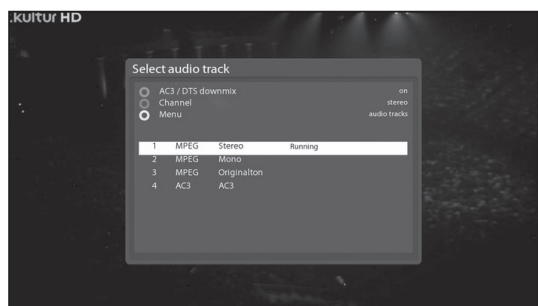 .kultur HD
Select audio track
AC3 / DTS downmix on
Channel stereo
Menu audio tracks
1 MPEG Stereo Running
2 MPEG Mono
3 MPEG Originalton
4 AC3 AC3